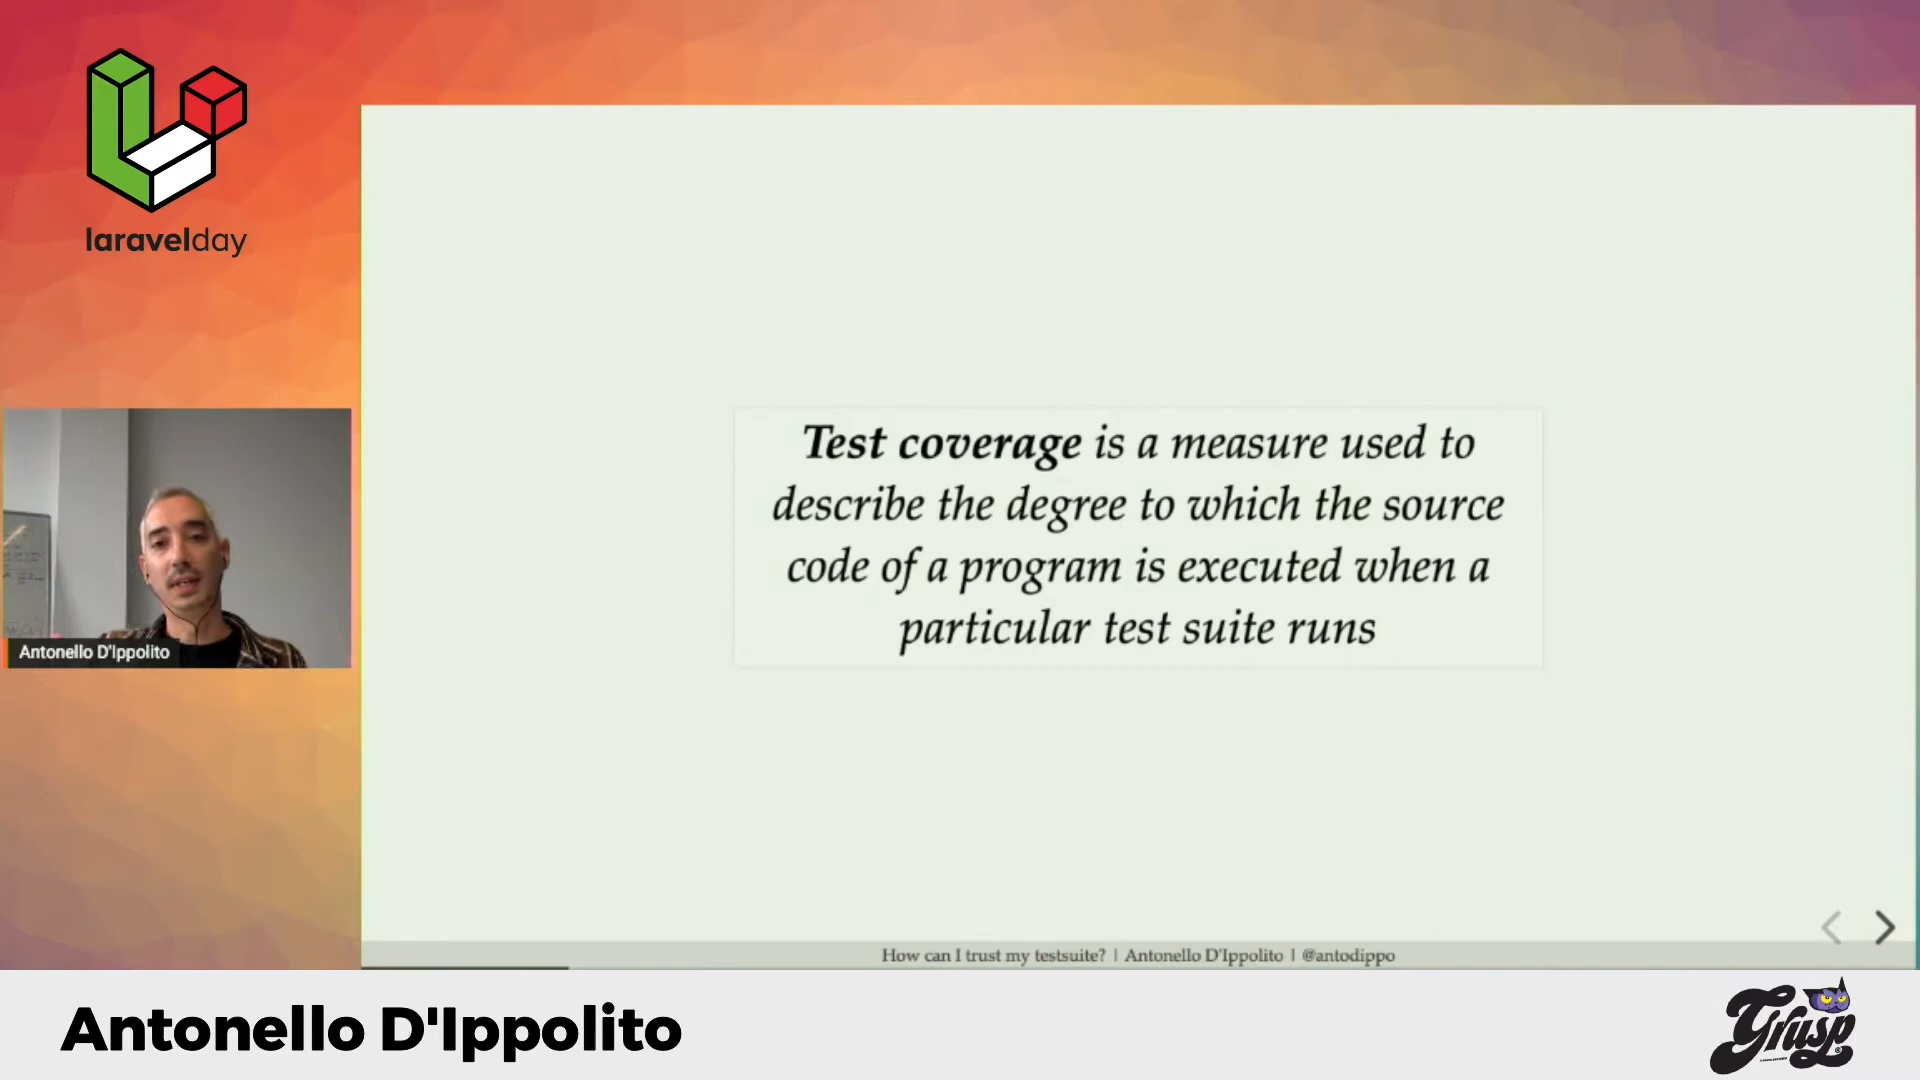 laravelday
Test coverage is a measure used to
describe the degree to which the source
code of a program is executed when a
particular test suite runs
Antonello D'Ippolito
How can I trust my testsuite? | Antonello D'Ippolito | @antodippo
Antonello D'Ippolito
Grusp